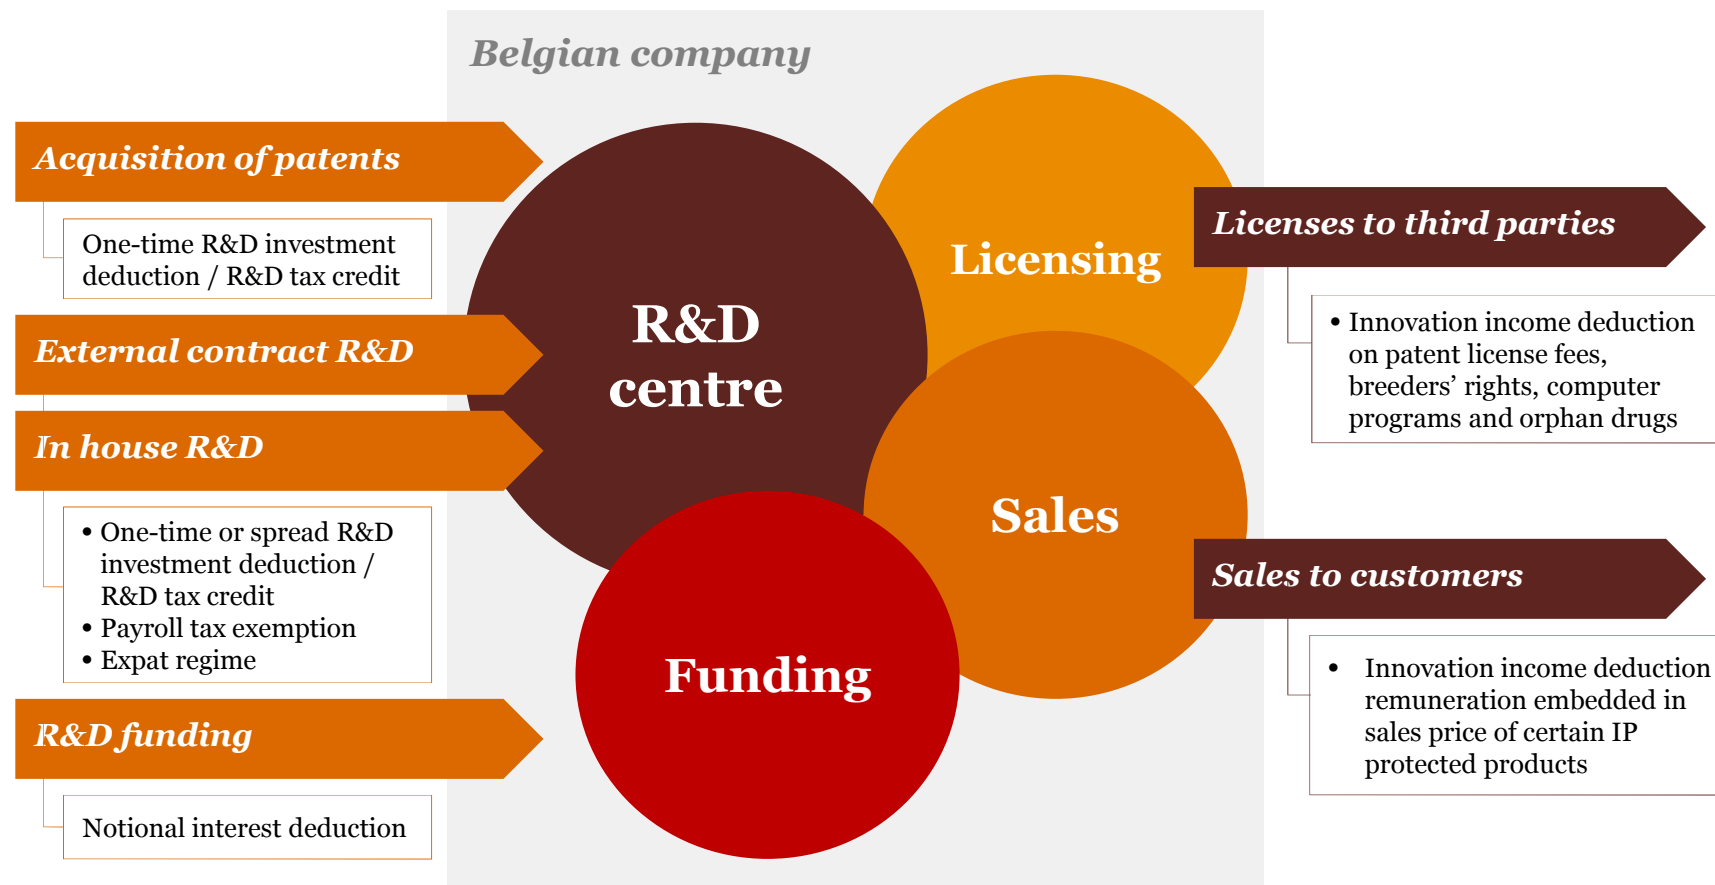 Belgian company
Acquisition of patents
One-time R&D investment
deduction / R&D tax credit
External contract R&D
In house R&D
• One-time or spread R&D
investment deduction /
R&D tax credit
• Payroll tax exemption
• Expat regime
R&D funding
Notional interest deduction
R&D
centre
Licensing
Sales
Funding
Licenses to third parties
• Innovation income deduction
on patent license fees,
breeders’ rights, computer
programs and orphan drugs
Sales to customers
• Innovation income deduction
remuneration embedded in
sales price of certain IP
protected products